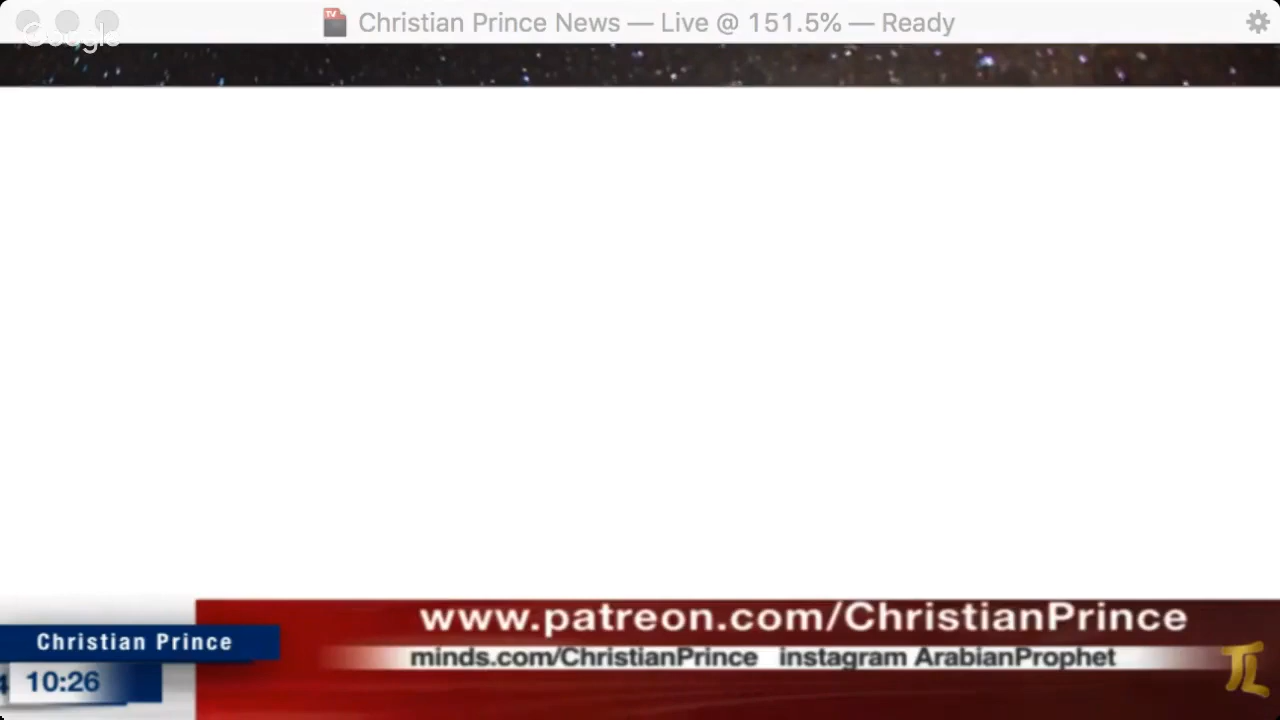 Christian Prince News — Live @ 151.5% — Ready
Google
www.patreon.com/ChristianPrince
Christian Prince
minds.com/ChristianPrince instagram ArabianProphet
10:26